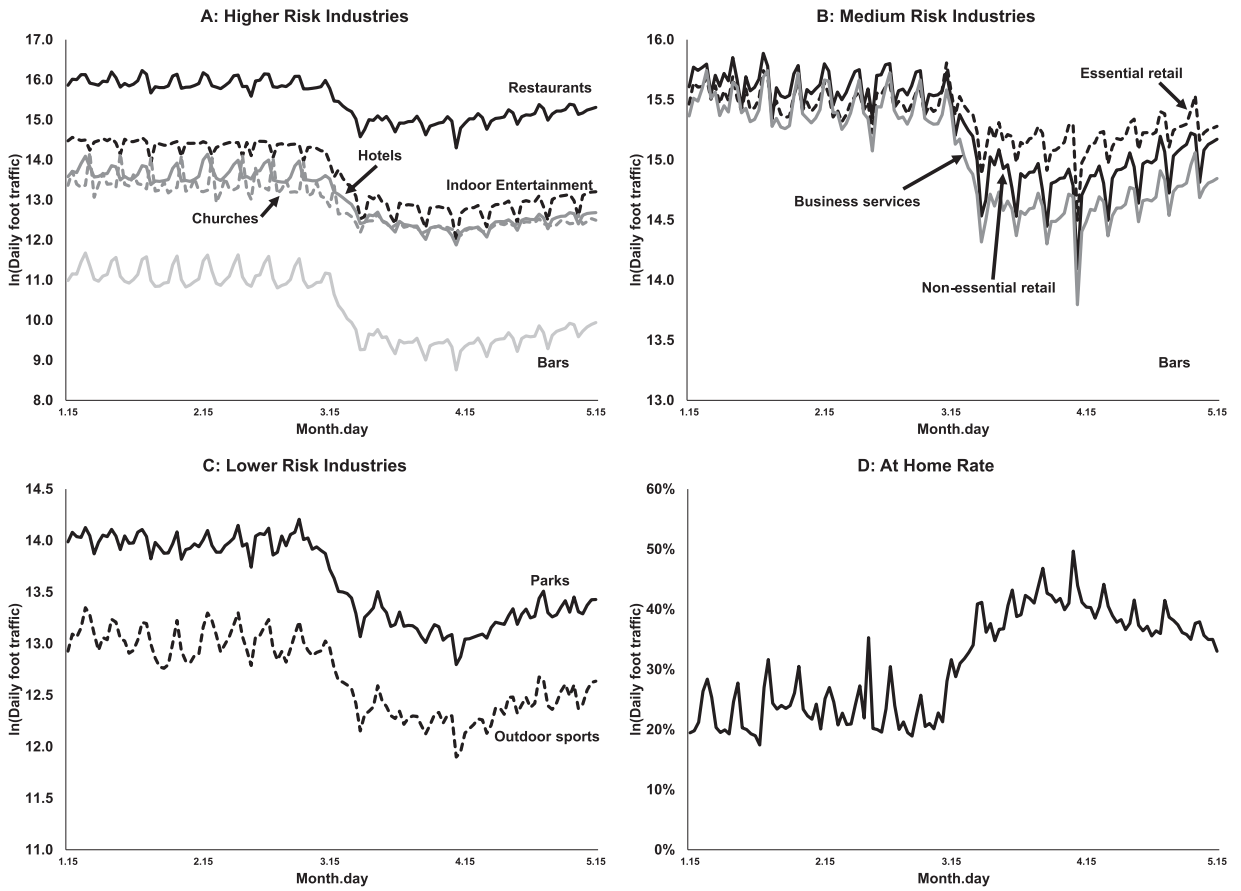 A: Higher Risk Industries
ln(Daily foot traffic)
17.0
16.0
15.0
14.0
13.0
12.0
11.0
10.0
9.0
8.0
Restaurants
Hotels
Indoor Entertainment
Churches
Bars
1.15 2.15 3.15 4.15 5.15
Month.day
B: Medium Risk Industries
ln(Daily foot traffic)
16.0
15.5
15.0
14.5
14.0
13.5
13.0
Essential retail
Business services
Non-essential retail
Bars
1.15 2.15 3.15 4.15 5.15
Month.day
C: Lower Risk Industries
ln(Daily foot traffic)
14.5
14.0
13.5
13.0
12.5
12.0
11.5
11.0
Parks
Outdoor sports
1.15 2.15 3.15 4.15 5.15
Month.day
D: At Home Rate
ln(Daily foot traffic)
60%
50%
40%
30%
20%
10%
0%
1.15 2.15 3.15 4.15 5.15
Month.day